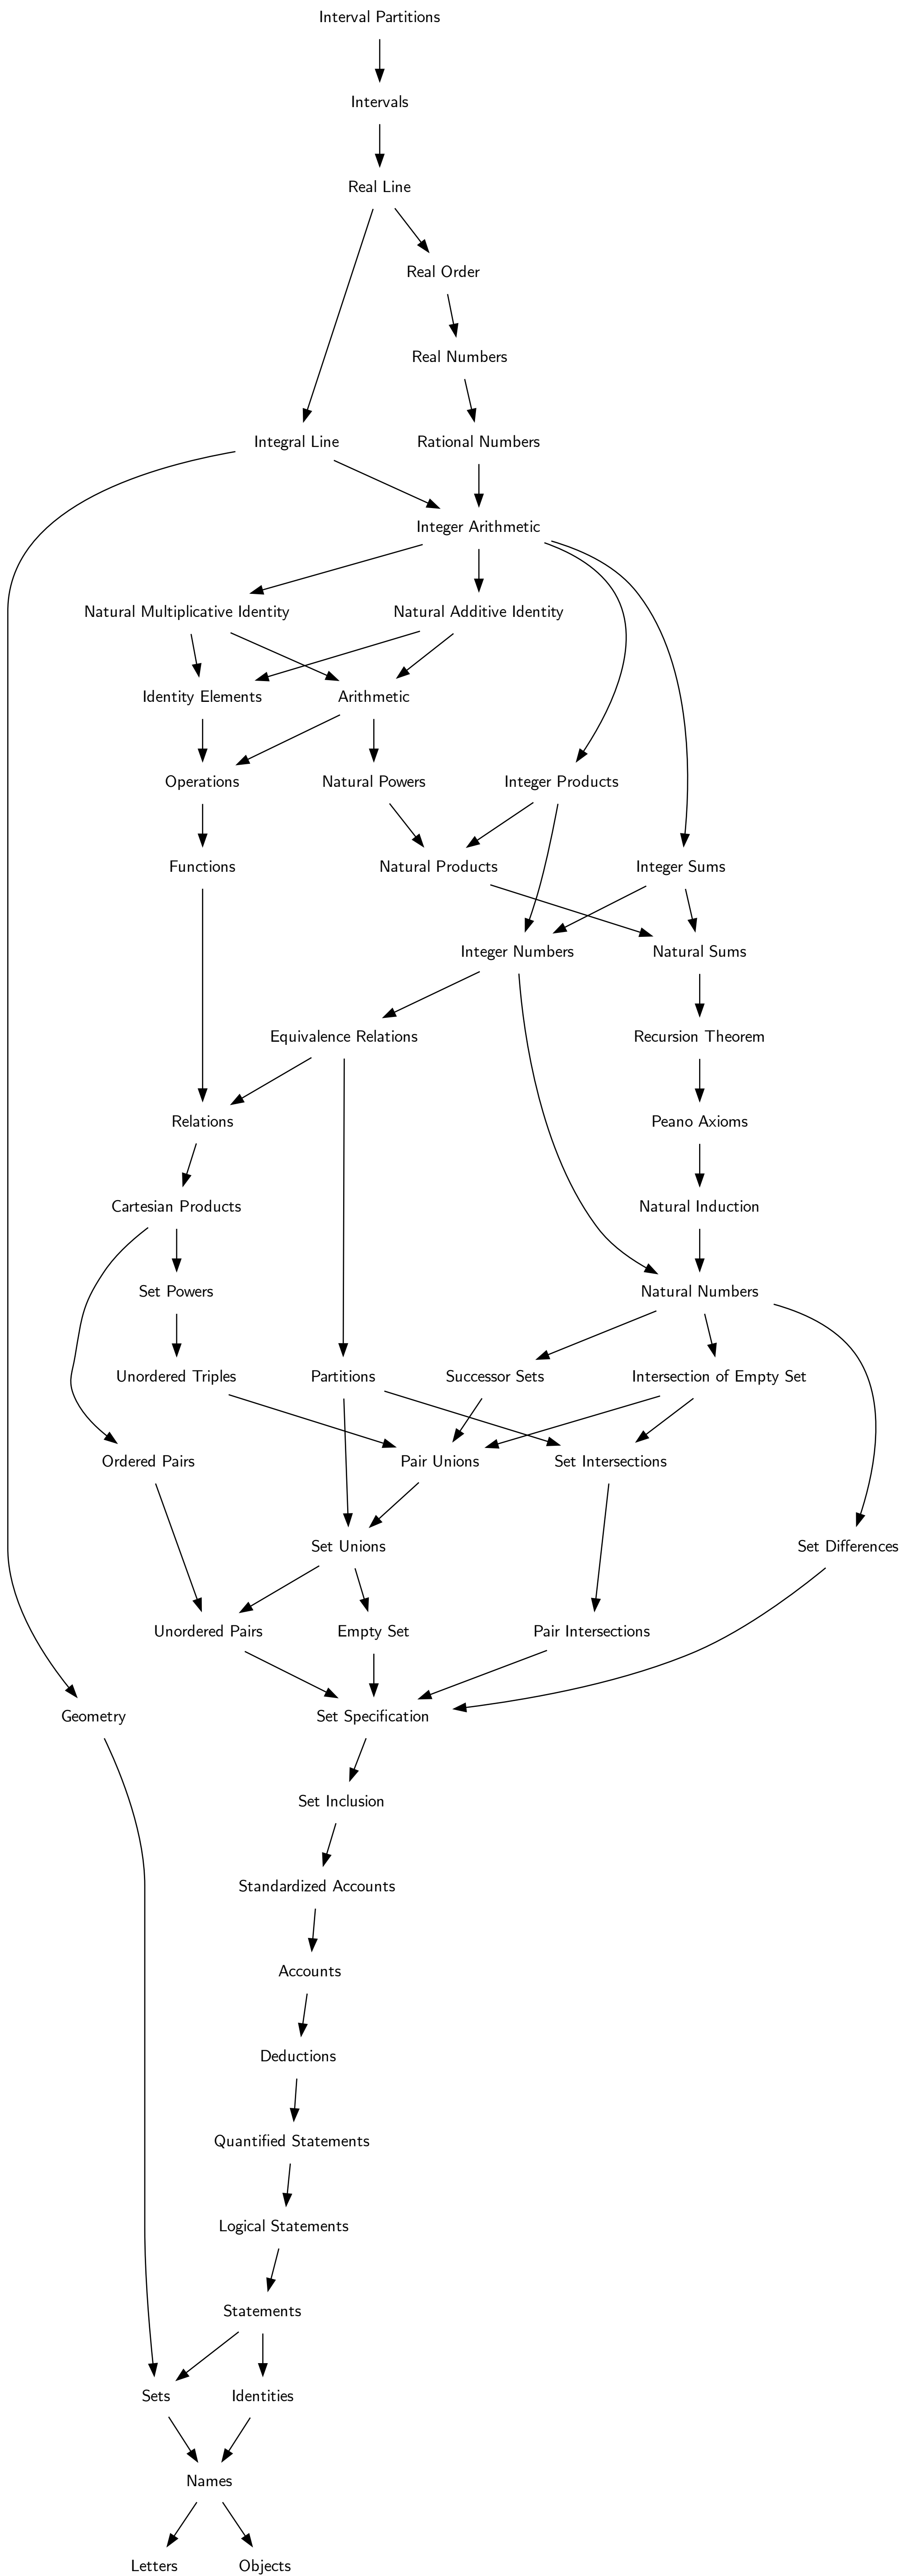 Interval Partitions
Intervals
Real Line
Real Order
Real Numbers
Integral Line
Rational Numbers
Integer Arithmetic
Natural Multiplicative Identity
Natural Additive Identity
Identity Elements
Arithmetic
Operations
Natural Powers
Integer Products
Functions
Natural Products
Integer Sums
Integer Numbers
Natural Sums
Equivalence Relations
Recursion Theorem
Relations
Peano Axioms
Cartesian Products
Natural Induction
Set Powers
Natural Numbers
Unordered Triples
Partitions
Successor Sets
Intersection of Empty Set
Ordered Pairs
Pair Unions
Set Intersections
Set Unions
Set Differences
Unordered Pairs
Empty Set
Pair Intersections
Geometry
Set Specification
Set Inclusion
Standardized Accounts
Accounts
Deductions
Quantified Statements
Logical Statements
Statements
Sets
Identities
Names
Letters
Objects